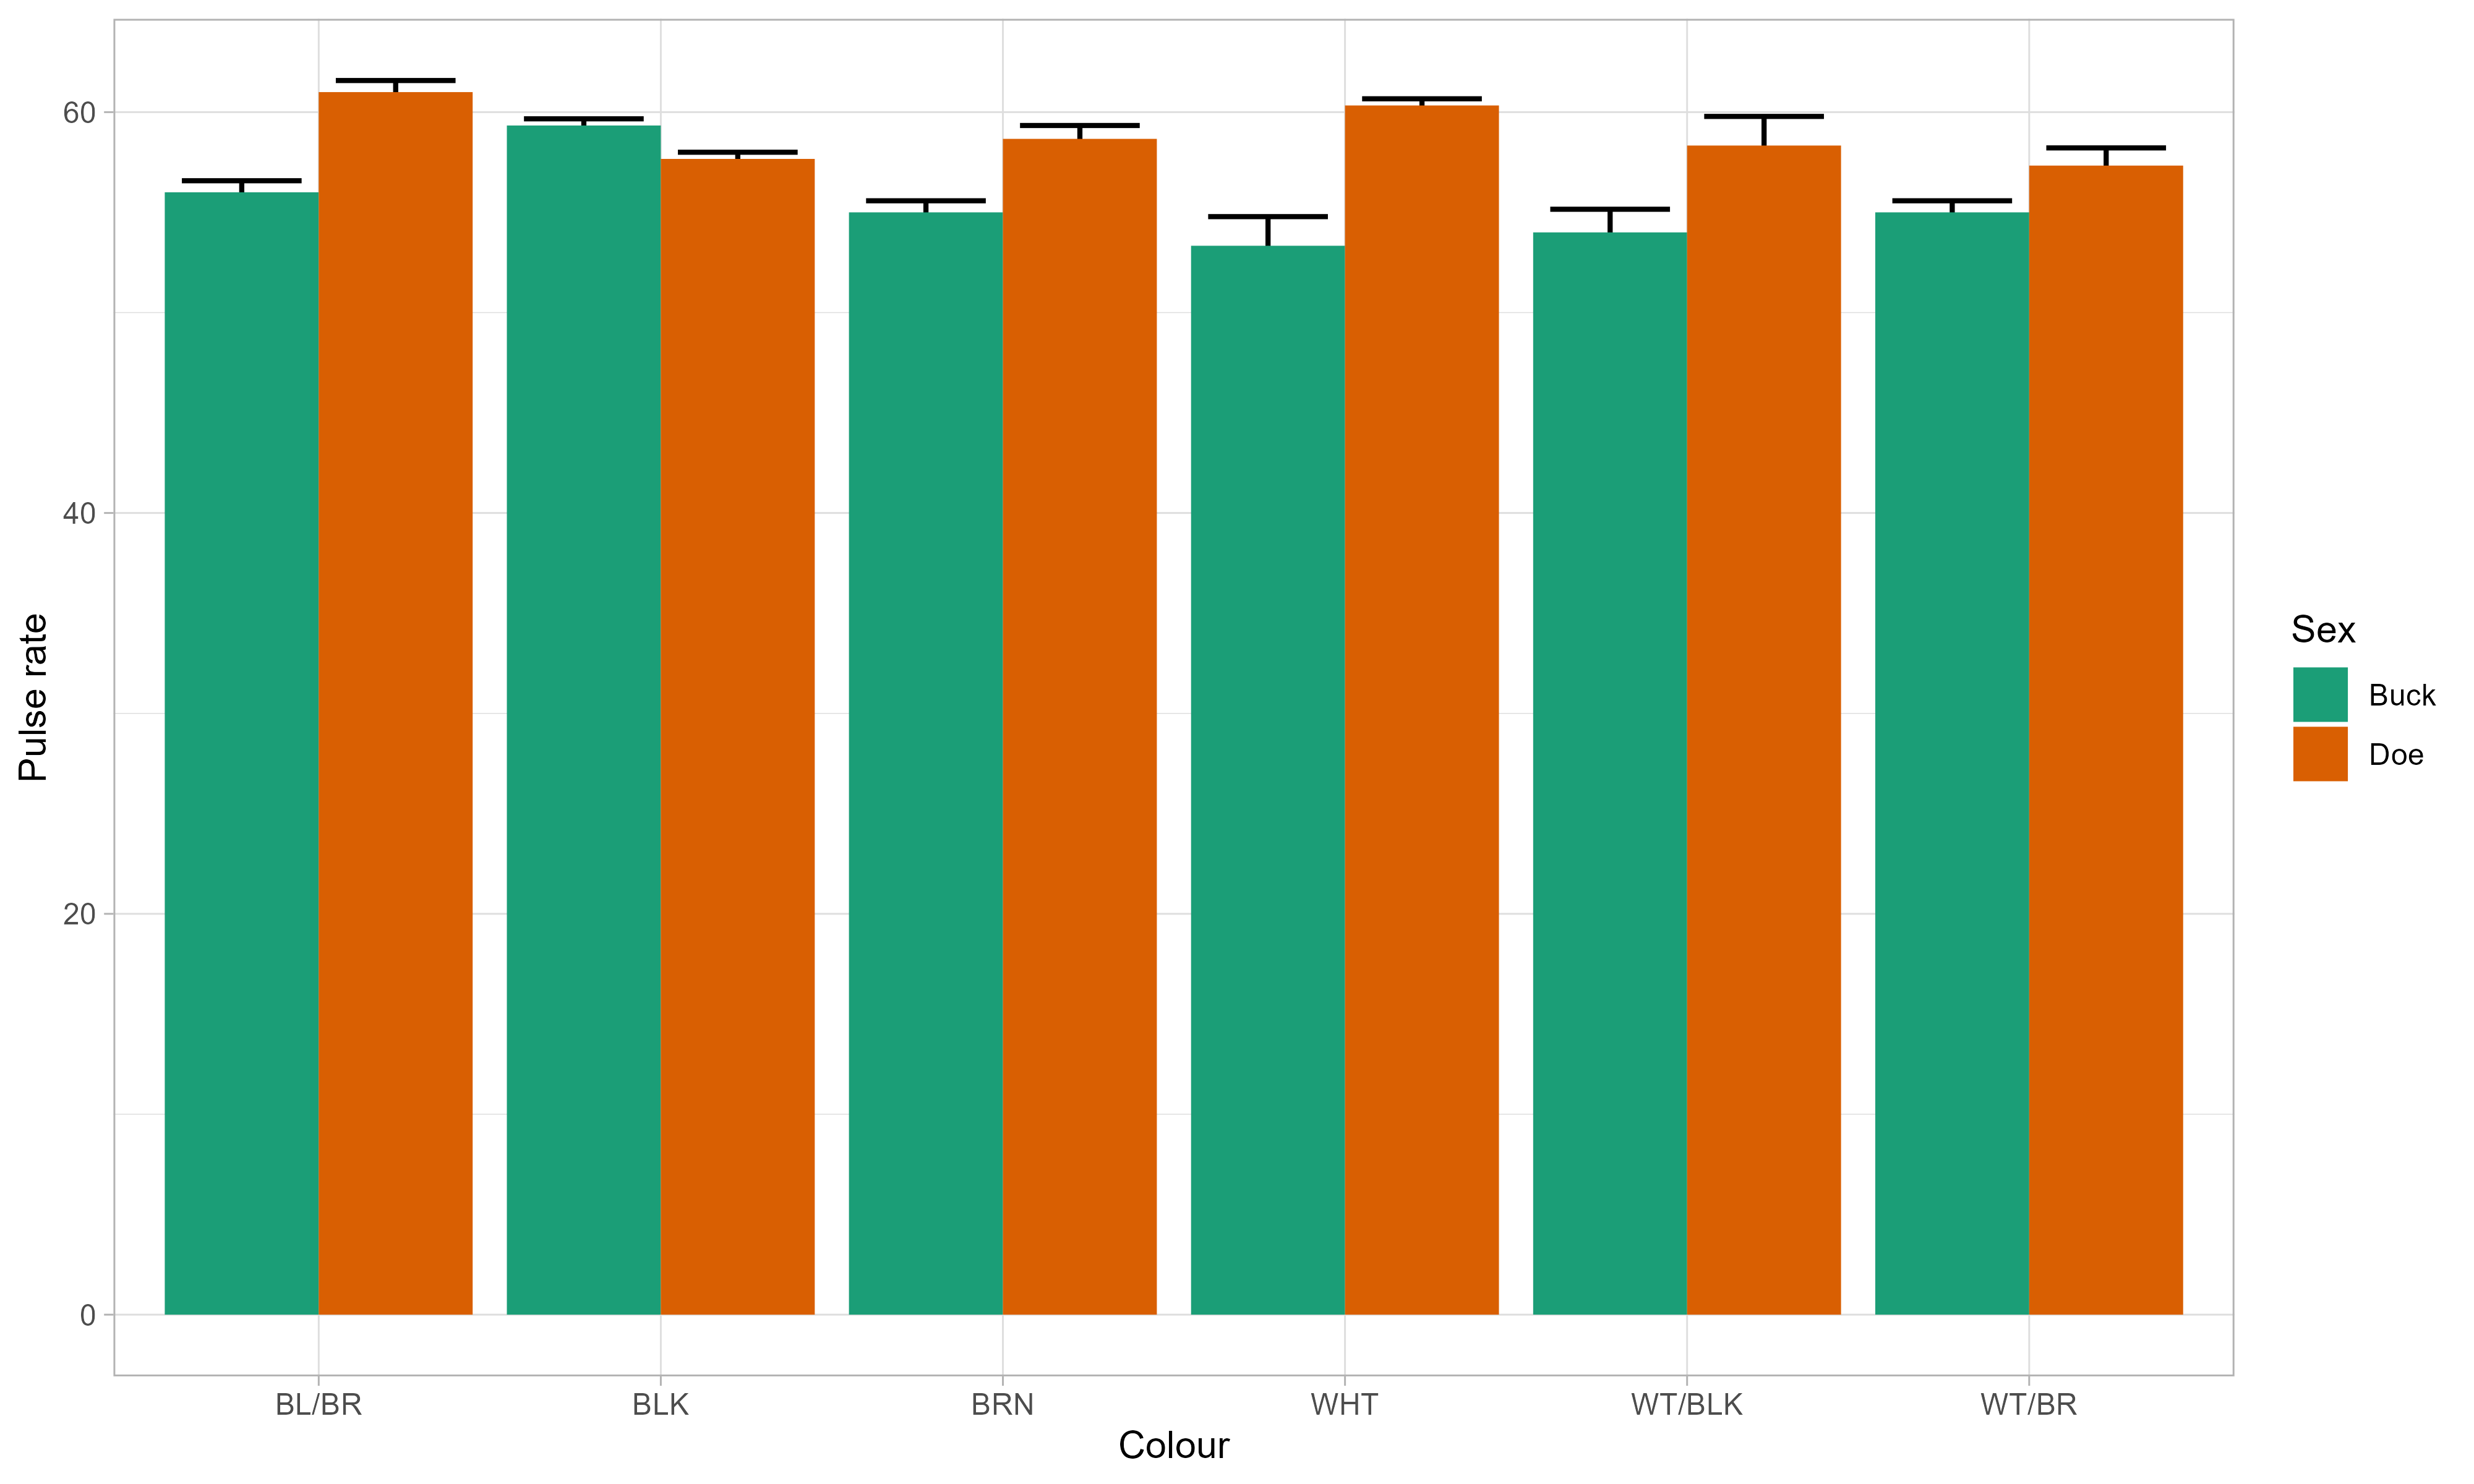 60
40
20
0
Pulse rate
BL/BR
BLK
BRN
WHT
WT/BLK
WT/BR
Colour
Sex
Buck
Doe